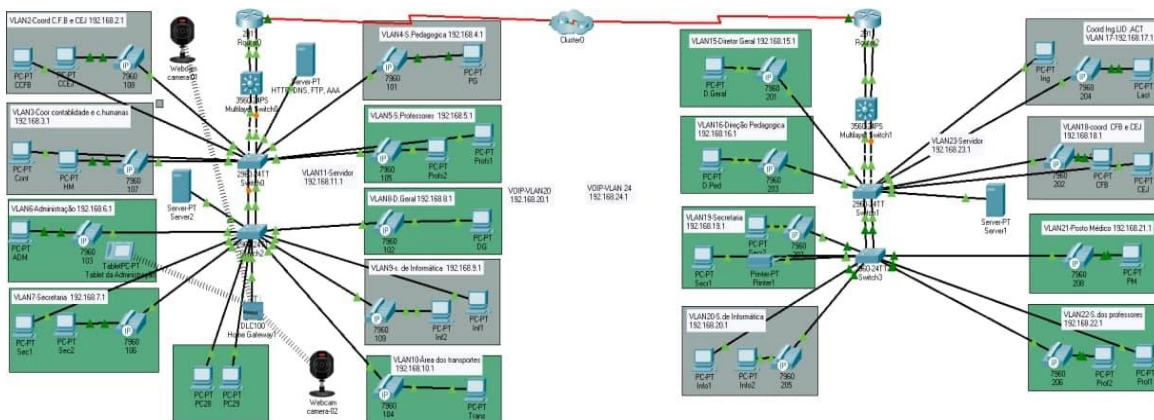 VLAN2-Coord C.F.B e CEJ 192.168.2.1
PC-PT
CCFB
PC-PT
CCEJ
7960
108
Webcam
camera-01
VLAN3-Coor contablidade e c.humanas
192.168.3.1
PC-PT
Cont
PC-PT
HM
7960
107
VLAN6-Administração 192.168.6.1
PC-PT
ADM
7960
103
TabletPC-PT
Tablet da Administração
VLAN7-Secretaria 192.168.7.1
PC-PT
Sec1
PC-PT
Sec2
7960
106
Server-PT
Server2
PC-PT
PC28
PC-PT
PC29
Router0
3560-24PS
Server-PT
HTTP, DNS, FTP, AAA
2960-24TT
Switch0
VLAN11-Servidor
192.168.11.1
DLC100
Home Gateway1
Webcam
camera-02
VLAN4-S.Pedagogica 192.168.4.1
7960
101
PC-PT
PG
VLAN5-S.Professores 192.168.5.1
7960
105
PC-PT
Profs2
PC-PT
Profs1
VLAN8-D.Geral 192.168.8.1
7960
102
PC-PT
DG
VLAN9-s. de Informática 192.168.9.1
7960
109
PC-PT
Inf2
PC-PT
Inf1
VLAN10-Área dos transportes
192.168.10.1
7960
104
PC-PT
Trans
Cluster0
VOIP-VLAN20
192.168.20.1
VOIP-VLAN 24
192.168.24.1
VLAN15-Diretor Geral 192.168.15.1
PC-PT
D.Geral
7960
201
VLAN16-Direção Pedagogica
192.168.16.1
PC-PT
D.Ped
7960
203
VLAN19-Secretaria
192.168.19.1
PC-PT
Secr1
PC-PT
7960
Printer-PT
Printer1
VLAN20-S.de Informática
192.168.20.1
PC-PT
Info1
PC-PT
Info2
7960
205
Router2
3560-24PS
Multilayer Switch1
VLAN23-Servidor
192.168.23.1
2960-24TT
Switch1
Server-PT
Server1
2960-24TT
Switch3
VLAN 17-192.168.17.1
PC-PT
Ing
7960
204
PC-PT
Lact
VLAN18-coord CFB e CEJ
192.168.18.1
7960
202
PC-PT
CFB
PC-PT
CEJ
VLAN21-Posto Médico 192.168.21.1
7960
208
PC-PT
PM
VLAN22-S.dos professores
192.168.22.1
7960
206
PC-PT
Prof2
PC-PT
Prof1